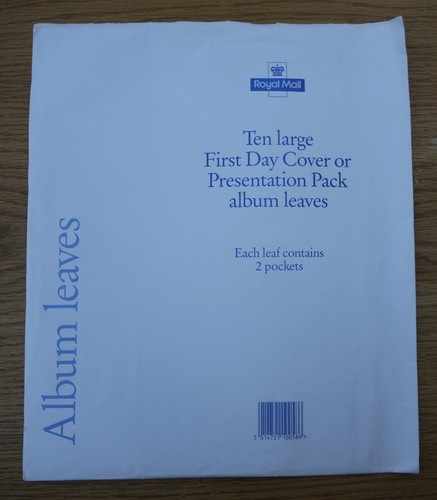 Royal Mail
Ten large
First Day Cover or
Presentation Pack
album leaves
Each leaf contains
2 pockets
Album leaves